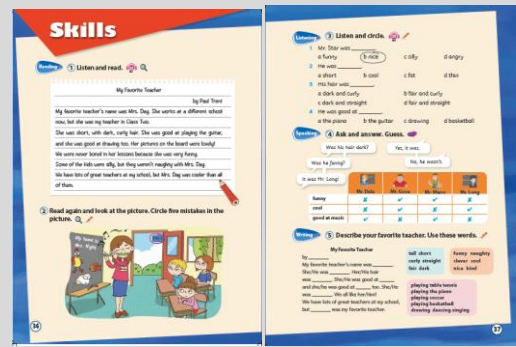 Skills
Reading 1 Listen and read.
My Favorite Teacher
by Paul Trent
My favorite teacher's name was Mrs. Day. She works at a different school
now, but she was my teacher in Class Two.
She was short, with dark, curly hair. She was good at playing the guitar,
and she was good at drawing too. Her pictures on the board were lovely!
We were never bored in her lessons because she was very funny.
Some of the kids were silly, but they weren't naughty with Mrs. Day.
We have lots of great teachers at my school, but Mrs. Day was cooler than all
of them.
2 Read again and look at the picture. Circle five mistakes in the
picture.
My name is
Mrs.
36
Listening 3 Listen and circle.
1 Mr. Star was
a funny b nice c silly d angry
2 He was
a short b cool c fat d thin
3 His hair was
a dark and curly b fair and curly
c dark and straight d fair and straight
4 He was good at
a the piano b the guitar c drawing d basketball
Speaking 4 Ask and answer. Guess.
Was his hair dark?
Yes, it was.
Was he funny?
No, he wasn't.
It was Mr. Long!
Mr. Long
funny
cool
good at music
Writing 5 Describe your favorite teacher. Use these words.
My Favorite Teacher
by
My favorite teacher's name was
She/He was . Her/His hair
was . She/He was good at
and she/he was good at too. She/He
was . We all like her/him!
We have lots of great teachers at my school,
but was my favorite teacher.
tall short
curly straight
fair dark
funny naughty
clever cool
nice kind
playing table tennis
playing the piano
playing soccer
playing basketball
drawing dancing singing
37